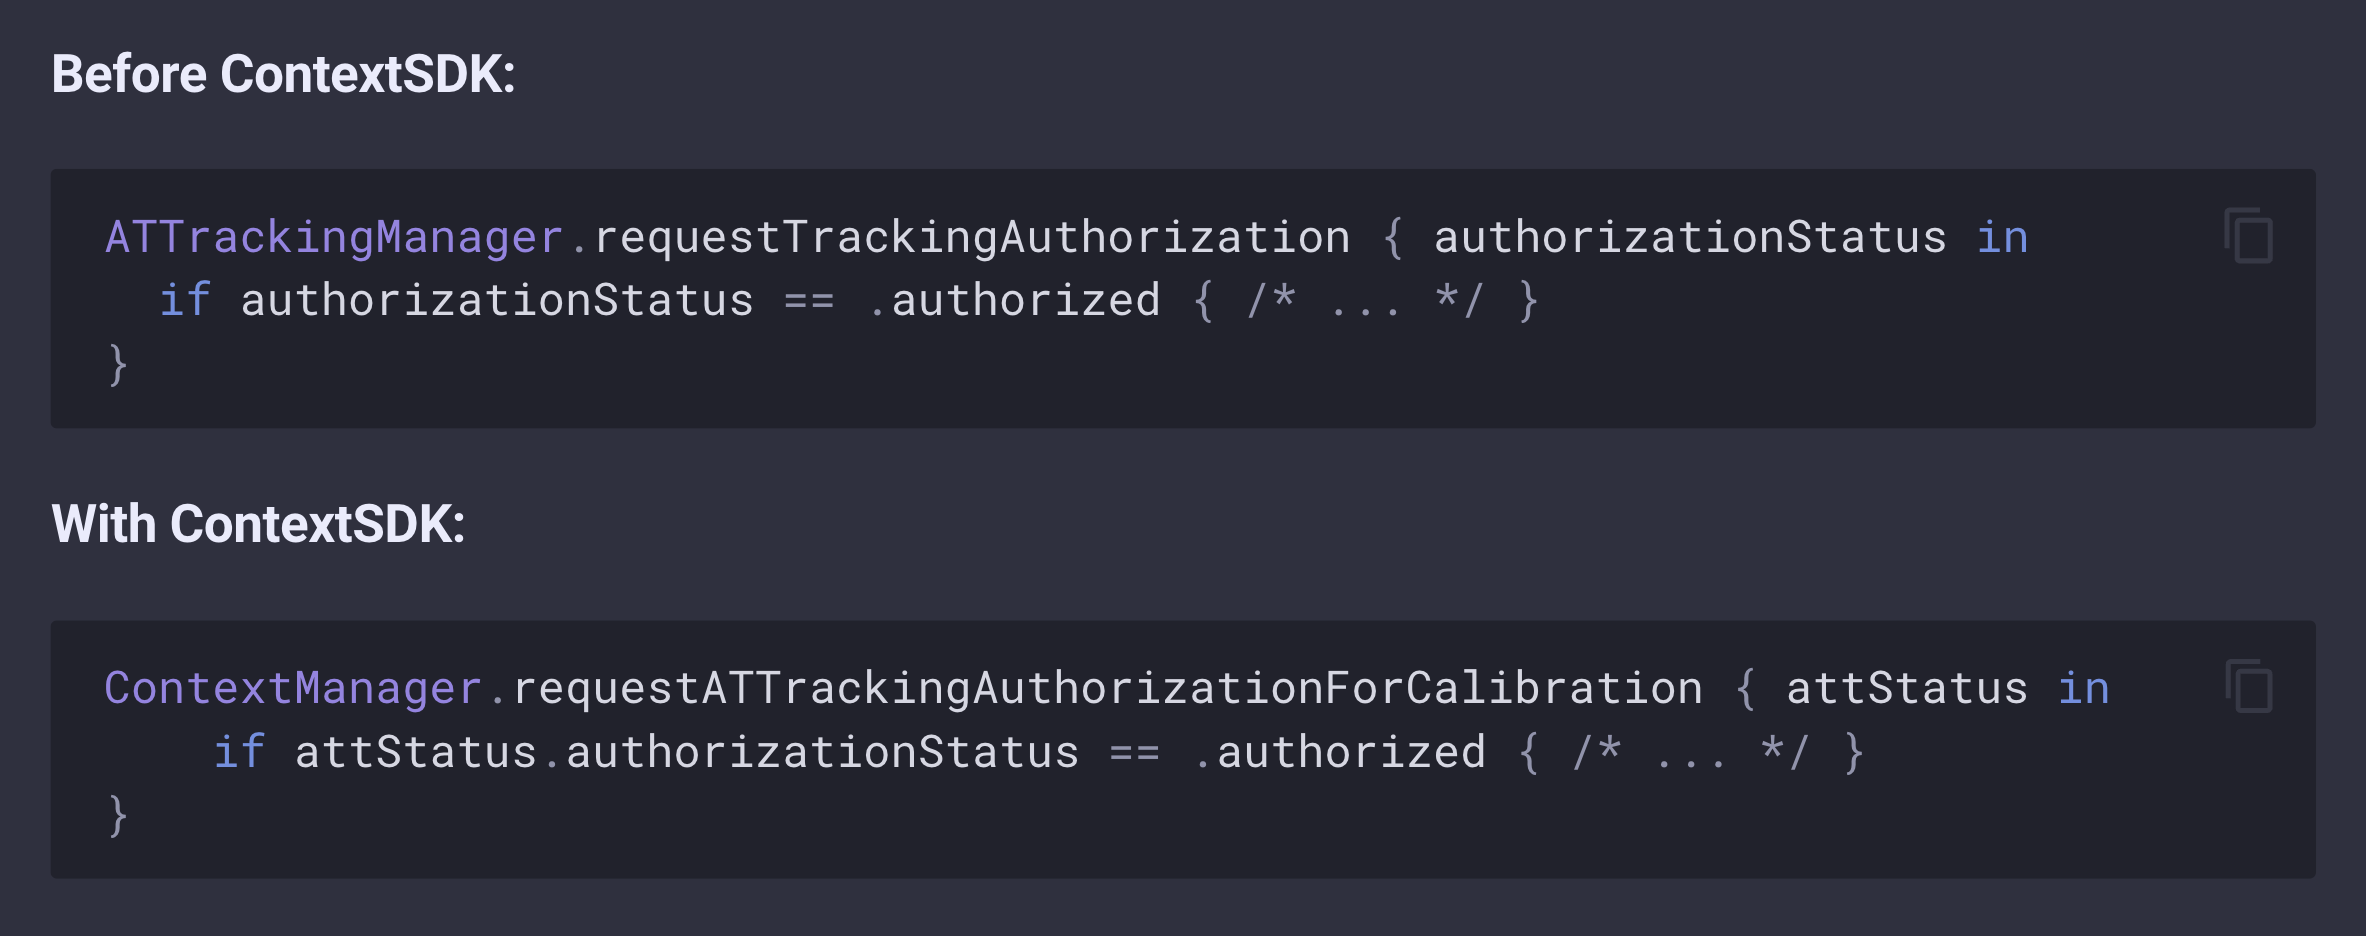 Before ContextSDK:
ATTrackingManager.requestTrackingAuthorization { authorizationStatus in
  if authorizationStatus == .authorized { /* ... */ }
}
With ContextSDK:
ContextManager.requestATTrackingAuthorizationForCalibration { attStatus in
    if attStatus.authorizationStatus == .authorized { /* ... */ }
}